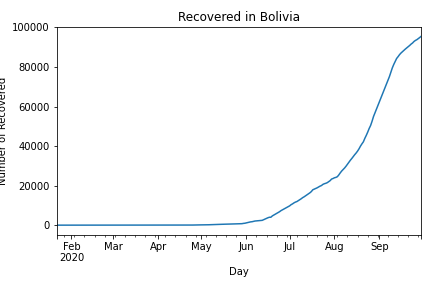 Recovered in Bolivia
100000
80000
60000
40000
20000
0
Number of Recovered
Feb
2020
Mar
Apr
May
Jun
Jul
Aug
Sep
Day